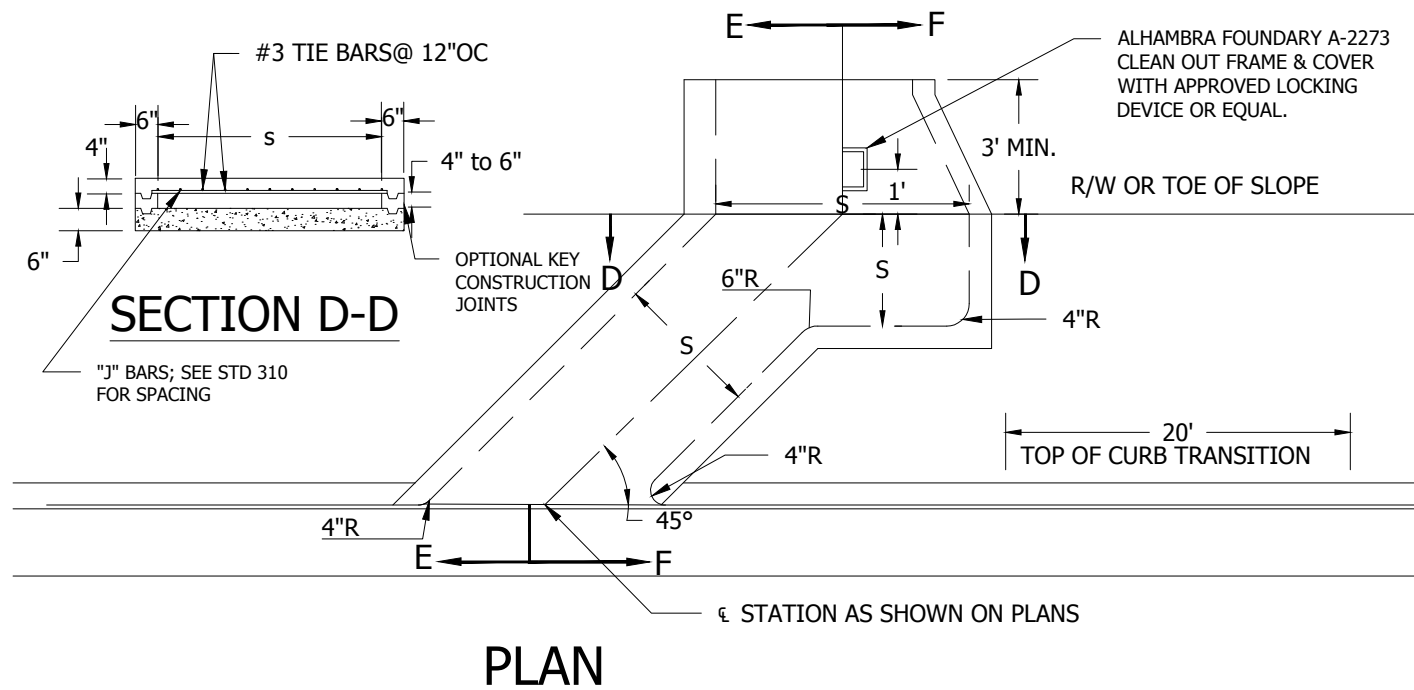 #3 TIE BARS@ 12"OC
6"
6"
S
4"
4" to 6"
6"
OPTIONAL KEY
CONSTRUCTION
JOINTS
SECTION D-D
"J" BARS; SEE STD 310
FOR SPACING
E
F
ALHAMBRA FOUNDARY A-2273
CLEAN OUT FRAME & COVER
WITH APPROVED LOCKING
DEVICE OR EQUAL.
3' MIN.
R/W OR TOE OF SLOPE
S
1'
D
D
S
6"R
4"R
S
20'
TOP OF CURB TRANSITION
4"R
45°
4"R
E
F
℄ STATION AS SHOWN ON PLANS
PLAN